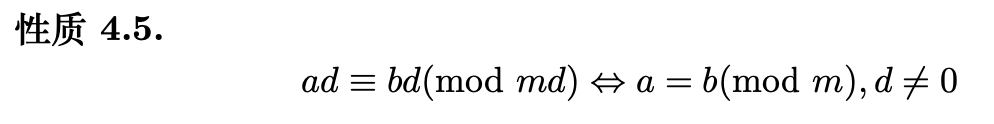 性质 4.5.
ad ≡ bd(mod md) ⇔ a = b(mod m), d ≠ 0